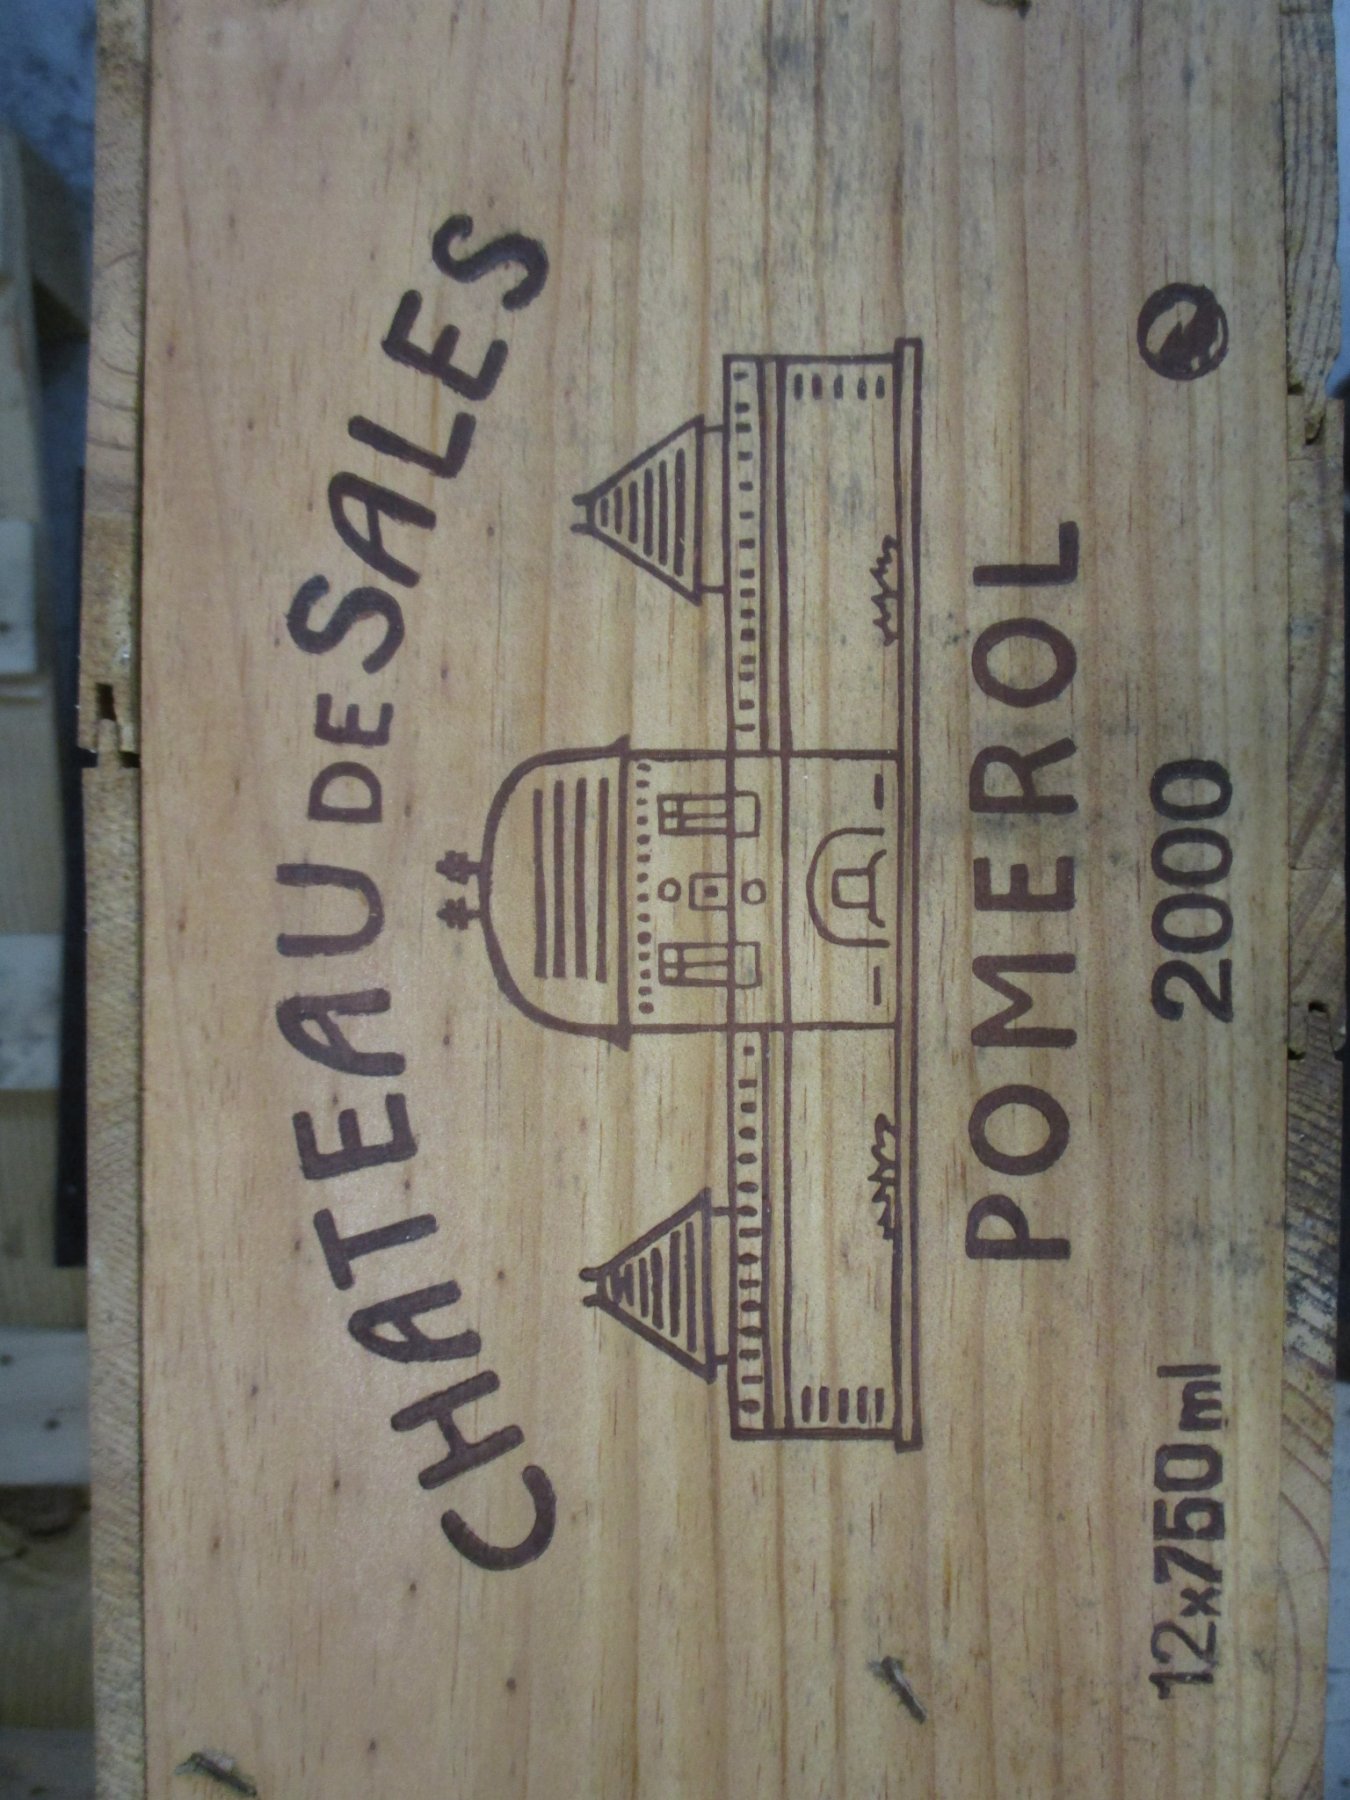 CHATEAU DE SALES
POMEROL
12x750ml 2000